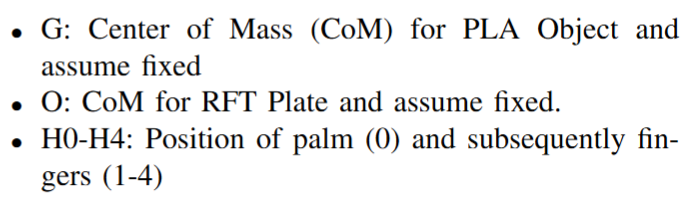 • G: Center of Mass (CoM) for PLA Object and
assume fixed
• O: CoM for RFT Plate and assume fixed.
• H0-H4: Position of palm (0) and subsequently fin-
gers (1-4)